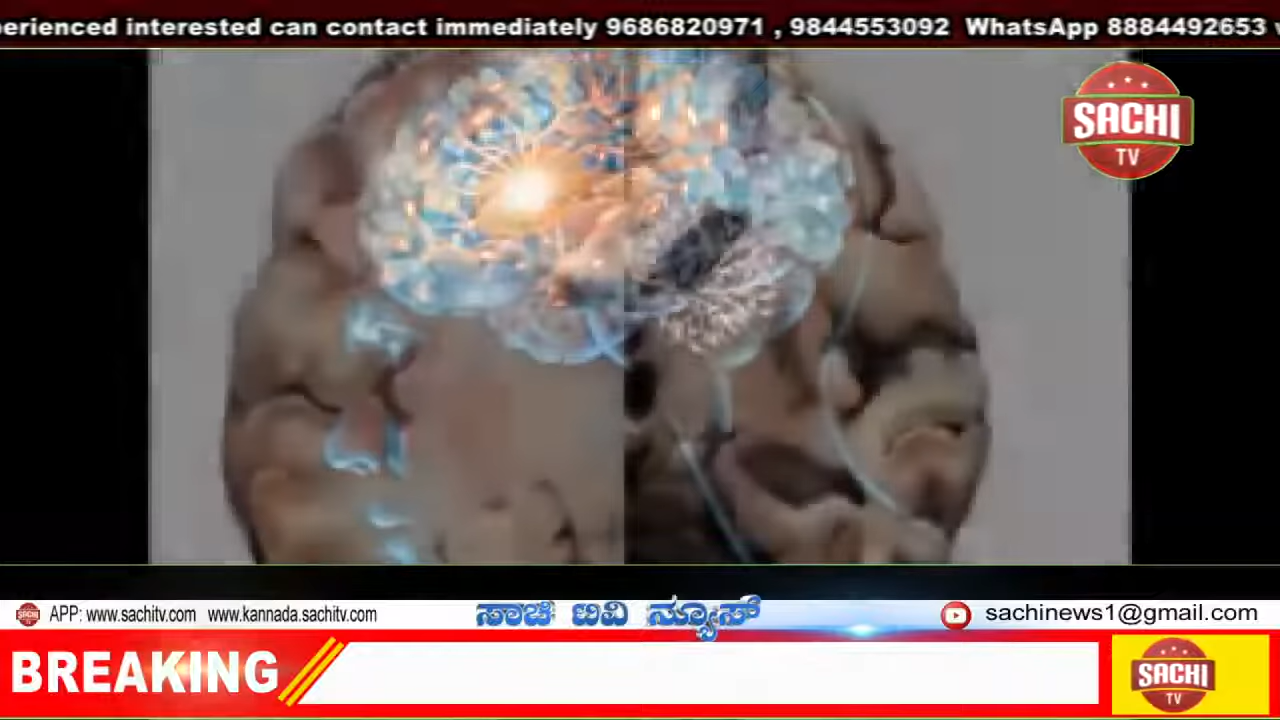 perienced interested can contact immediately 9686820971 , 9844553092 WhatsApp 8884492653
SACHI
TV
APP: www.sachitv.com www.kannada.sachitv.com
ಸಾಚಿ ಟಿವಿ ನ್ಯೂಸ್
sachinews1@gmail.com
BREAKING
SACHI
TV